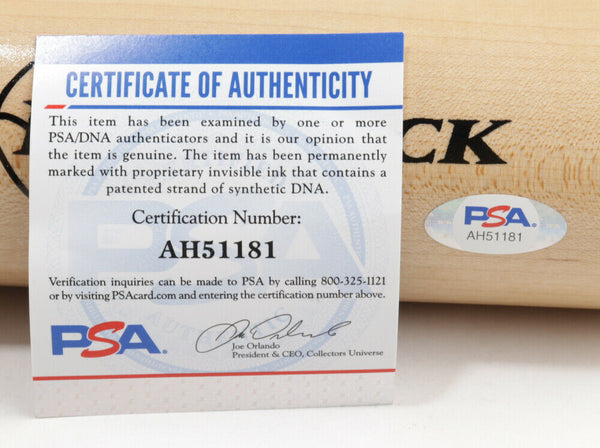 CERTIFICATE OF AUTHENTICITY
This item has been examined by one or more
PSA/DNA authenticators and it is our opinion that
the item is genuine. The item has been permanently
marked with proprietary invisible ink that contains a
patented strand of synthetic DNA.
Certification Number:
AH51181
Verification inquiries can be made to PSA by calling 800-325-1121
or by visiting PSAcard.com and entering the certification number above.
PSA.
Joe Orlando
President & CEO, Collectors Universe
CK
PSA.
AH51181